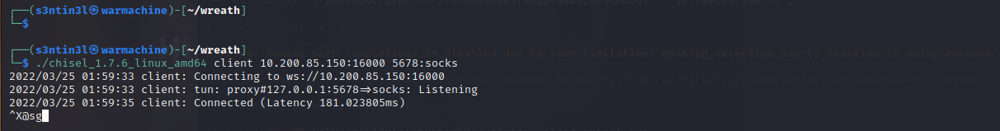 ┌──(s3ntin3l㉿warmachine)-[~/wreath]
└─$
┌──(s3ntin3l㉿warmachine)-[~/wreath]
└─$ ./chisel_1.7.6_linux_amd64 client 10.200.85.150:16000 5678:socks
2022/03/25 01:59:33 client: Connecting to ws://10.200.85.150:16000
2022/03/25 01:59:33 client: tun: proxy#127.0.0.1:5678=>socks: Listening
2022/03/25 01:59:35 client: Connected (Latency 181.023805ms)
^X@sg